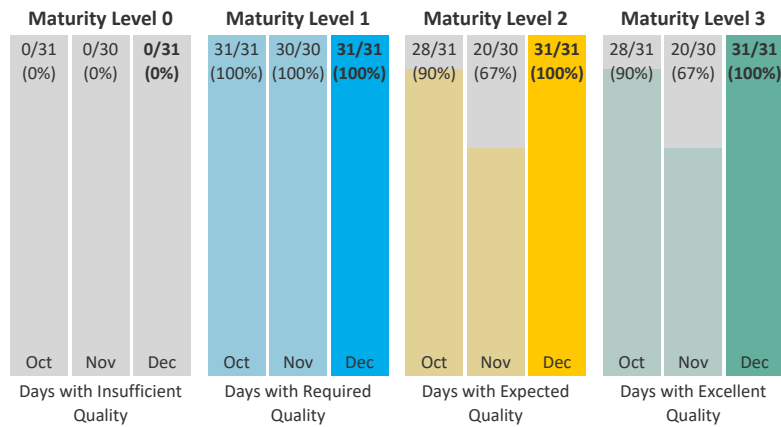 Maturity Level 0
0/31
(0%)
0/30
(0%)
0/31
(0%)
Oct
Nov
Dec
Days with Insufficient
Quality
Maturity Level 1
31/31
(100%)
30/30
(100%)
31/31
(100%)
Oct
Nov
Dec
Days with Required
Quality
Maturity Level 2
28/31
(90%)
20/30
(67%)
31/31
(100%)
Oct
Nov
Dec
Days with Expected
Quality
Maturity Level 3
28/31
(90%)
20/30
(67%)
31/31
(100%)
Oct
Nov
Dec
Days with Excellent
Quality